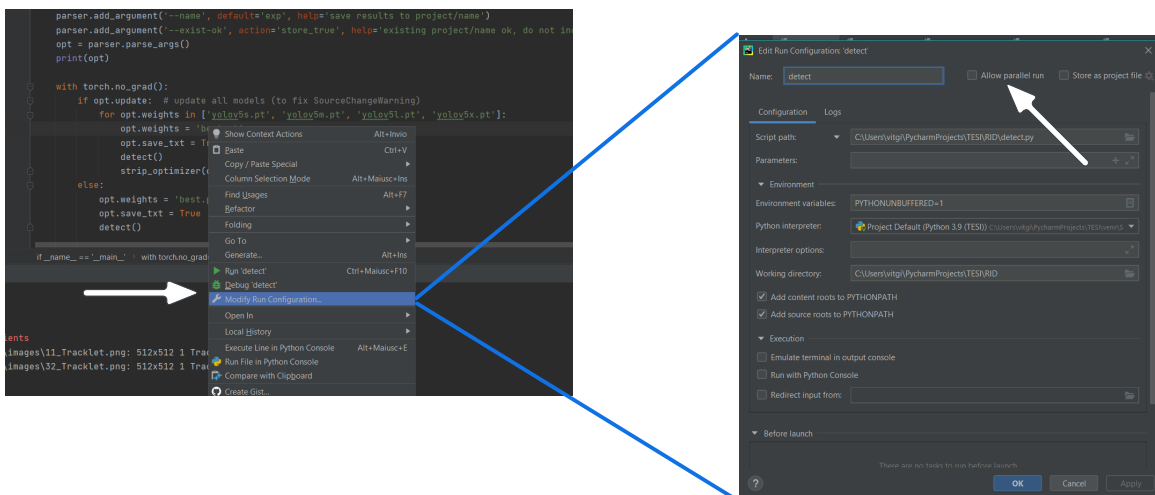 parser.add_argument('--name', default='exp', help='save results to project/name')
parser.add_argument('--exist-ok', action='store_true', help='existing project/name ok, do not in
opt = parser.parse_args()
print(opt)
with torch.no_grad():
if opt.update:  # update all models (to fix SourceChangeWarning)
for opt.weights in ['yolov5s.pt', 'yolov5m.pt', 'yolov5l.pt', 'yolov5x.pt']:
opt.weights = 'be
opt.save_txt = T
detect()
strip_optimizer(
else:
opt.weights = 'best.p
opt.save_txt = True
detect()
if __name__ == '__main__' › with torch.no_grad
ients
\images\11_Tracklet.png: 512x512 1 Trac
\images\32_Tracklet.png: 512x512 1 Trac
Show Context Actions Alt+Invio
Paste Ctrl+V
Copy / Paste Special
Column Selection Mode Alt+Maiusc+Ins
Find Usages Alt+F7
Refactor
Folding
Go To
Generate... Alt+Ins
Run 'detect' Ctrl+Maiusc+F10
Debug 'detect'
Modify Run Configuration...
Open In
Local History
Execute Line in Python Console Alt+Maiusc+E
Run File in Python Console
Compare with Clipboard
Create Gist...
Edit Run Configuration: 'detect'
Name: detect Allow parallel run Store as project file
Configuration Logs
Script path: C:\Users\vitgi\PycharmProjects\TESI\RID\detect.py
Parameters:
Environment
Environment variables: PYTHONUNBUFFERED=1
Python interpreter: Project Default (Python 3.9 (TESI)) C:\Users\vitgi\PycharmProjects\TESI\venv\S
Interpreter options:
Working directory: C:\Users\vitgi\PycharmProjects\TESI\RID
Add content roots to PYTHONPATH
Add source roots to PYTHONPATH
Execution
Emulate terminal in output console
Run with Python Console
Redirect input from:
Before launch
There are no tasks to run before launch
? OK Cancel Apply